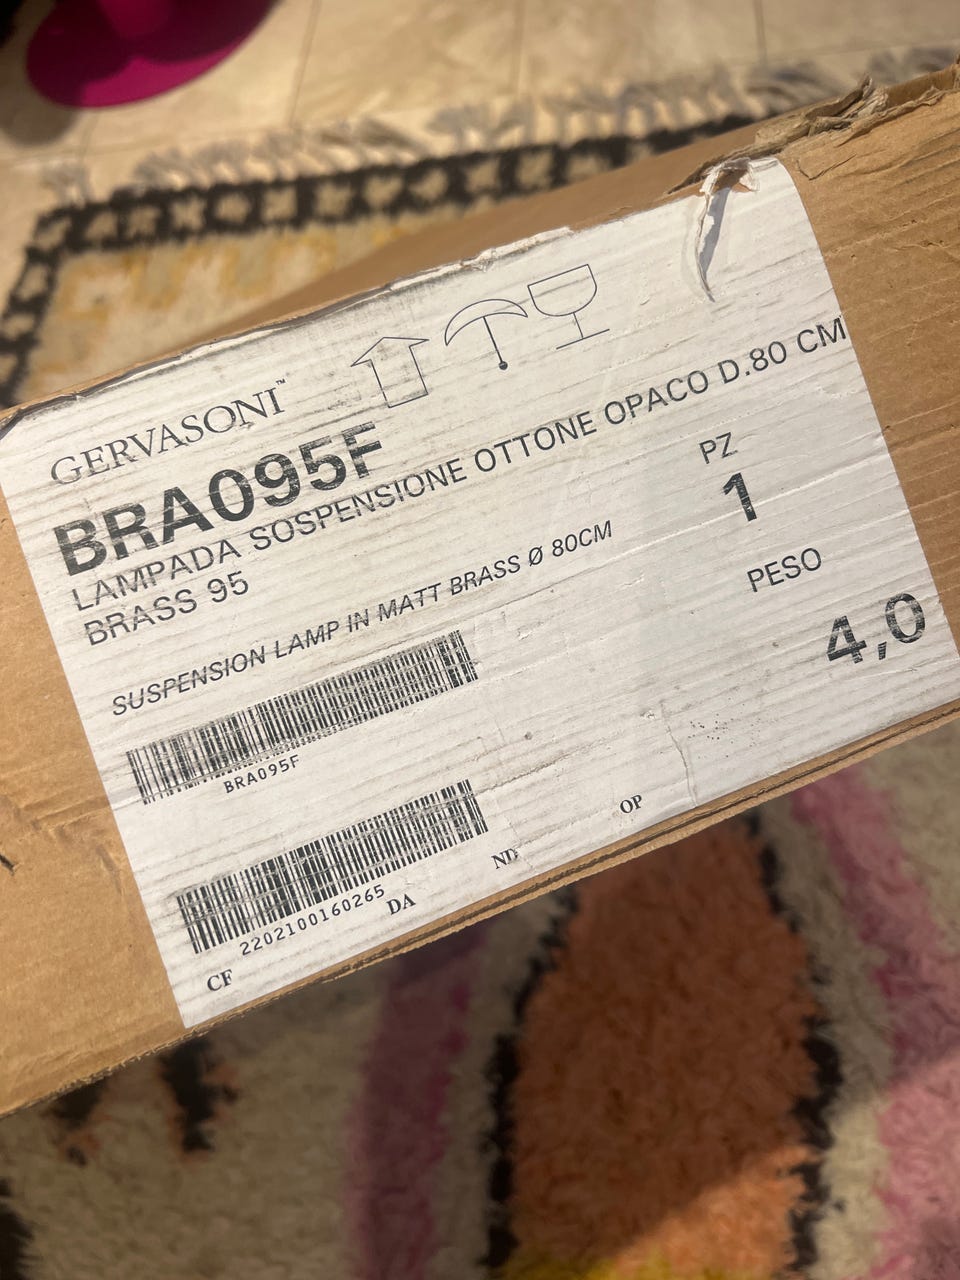 GERVASONI™
BRA095F
LAMPADA SOSPENSIONE OTTONE OPACO D.80 CM
BRASS 95
SUSPENSION LAMP IN MATT BRASS Ø 80CM
PZ
1
PESO
4,0
BRA095F
2202100160265
CF
DA
ND
OP